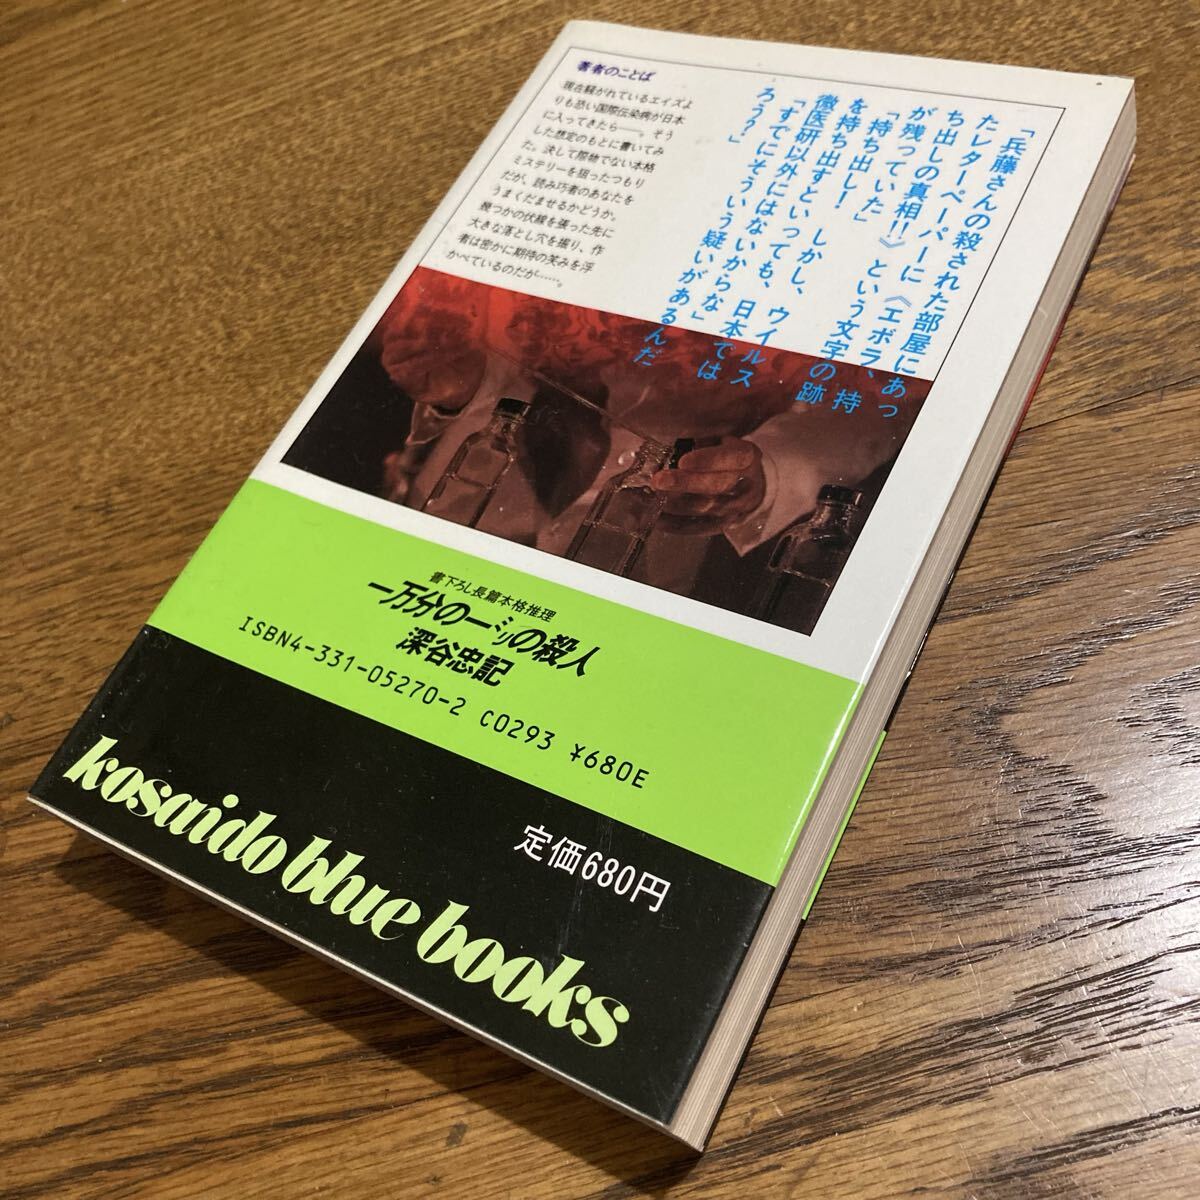 「兵藤さんの殺された部屋にあっ
たレターペーパーに《エボラ、持
ち出しの真相!!》という文字の跡
が残っていた」
「持ち出し!　しかし、ウイルス
を持ち出すといっても、日本では
微医研以外にはないからな」
「すでにそういう疑いがあるんだ
ろう?」
著者のことば
現在騒がれているエイズよ
りも恐い国際伝染病が日本
に入ってきたら――。そう
した想定のもとに書いてみ
た。決して際物でない本格
ミステリーを狙ったつもり
だが、読み巧者のあなたを
うまくだませるかどうか。
幾つかの伏線を張った先に
大きな落とし穴を掘り、作
者は密かに期待の笑みを浮
かべているのだが……。
書下ろし長篇本格推理
一万分の一ミリの殺人
深谷忠記
ISBN4-331-05270-2 C0293 ¥680E
定価680円
kosaido blue books